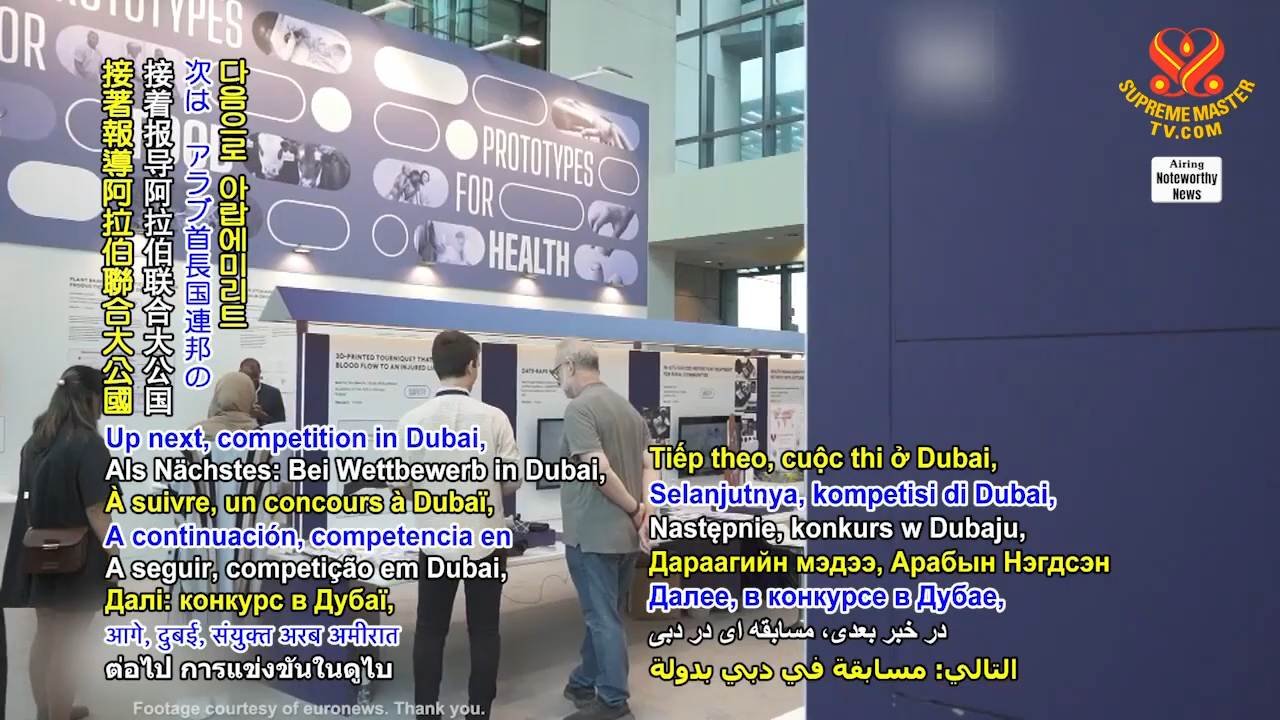 PROTOTYPES
FOR
PROTOTYPES
FOR
HEALTH
SUPREME MASTER
TV.COM
Airing
Noteworthy
News
다음으로 아랍에미리트
次は アラブ首長国連邦の
接着报导阿拉伯联合大公国
接著報導阿拉伯聯合大公國
3D-PRINTED TOURNIQUET THAT
BLOOD FLOW TO AN INJURED
Up next, competition in Dubai,
Als Nächstes: Bei Wettbewerb in Dubai,
À suivre, un concours à Dubaï,
A continuación, competencia en
A seguir, competição em Dubai,
Далі: конкурс в Дубаї,
आगे, दुबई, संयुक्त अरब अमीरात
ต่อไป การแข่งขันในดูไบ
Tiếp theo, cuộc thi ở Dubai,
Selanjutnya, kompetisi di Dubai,
Następnie, konkurs w Dubaju,
Дараагийн мэдээ, Арабын Нэгдсэн
Далее, в конкурсе в Дубае,
در خبر بعدی، مسابقه ای در دبی
التالي: مسابقة في دبي بدولة
Footage courtesy of euronews. Thank you.